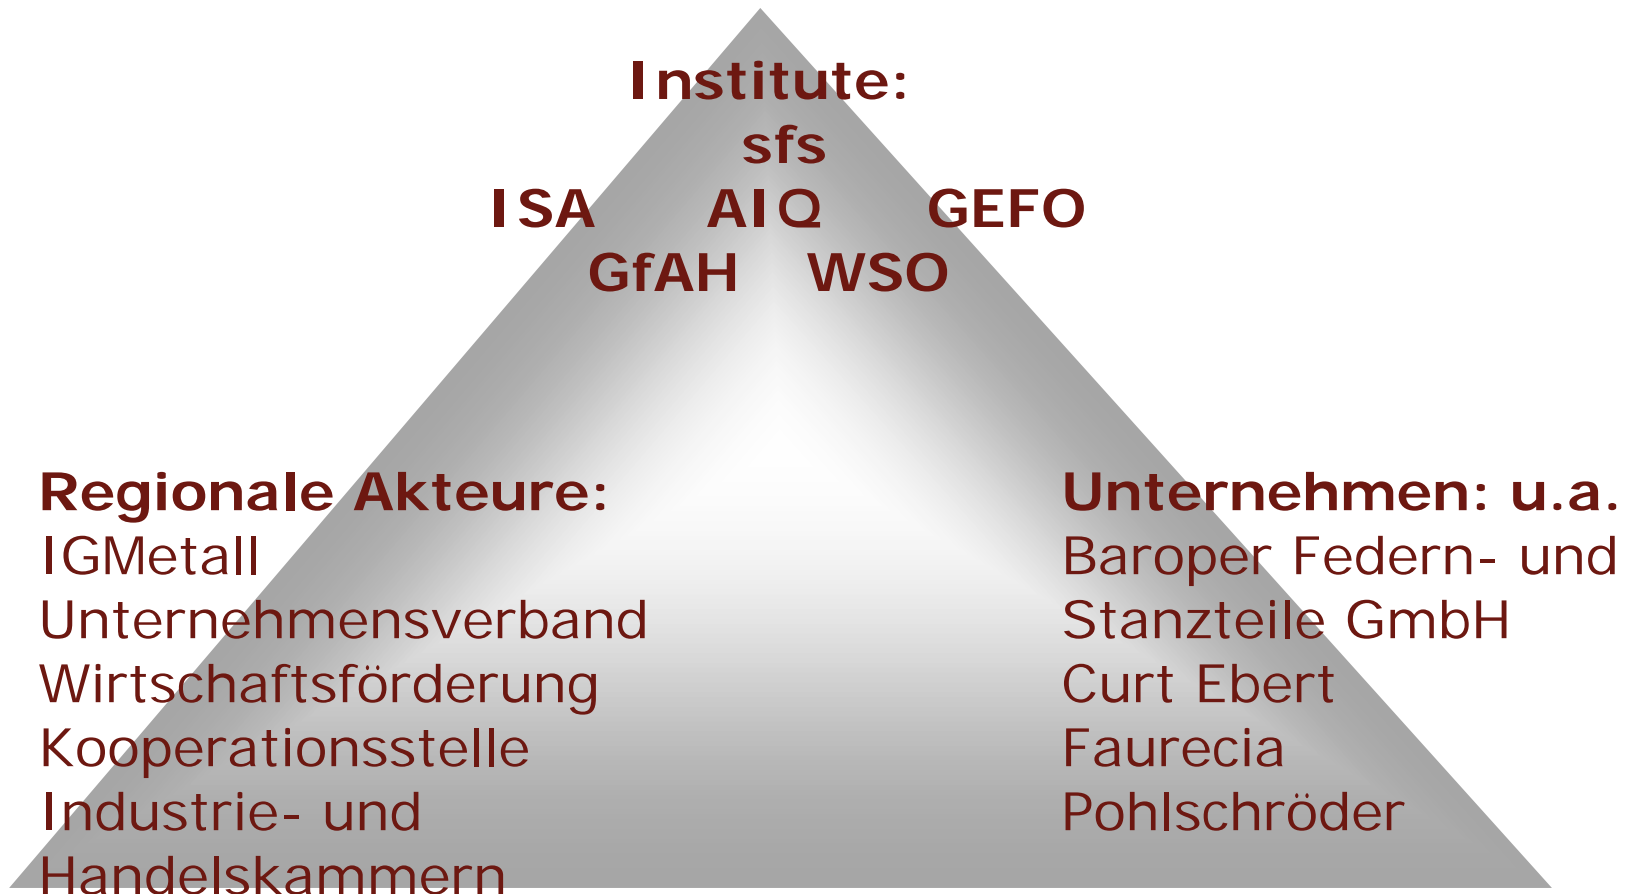 Institute:
sfs
ISA AIQ GEFO
GfAH WSO
Regionale Akteure:
IGMetall
Unternehmensverband
Wirtschaftsförderung
Kooperationsstelle
Industrie- und
Handelskammern
Unternehmen: u.a.
Baroper Federn- und
Stanzteile GmbH
Curt Ebert
Faurecia
Pohlschröder